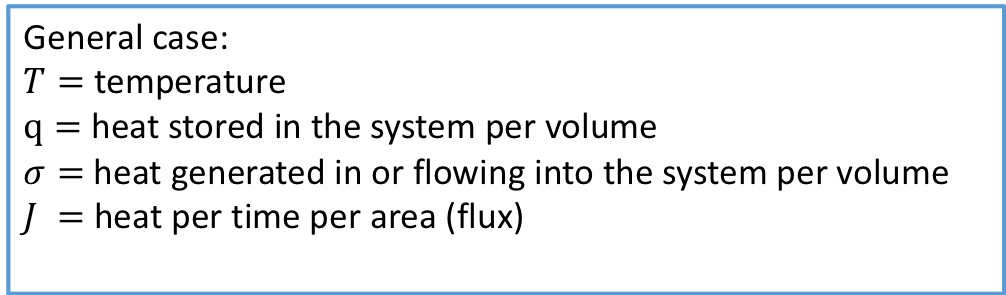 General case:
𝑇 = temperature
q = heat stored in the system per volume
𝜎 = heat generated in or flowing into the system per volume
𝐽 = heat per time per area (flux)